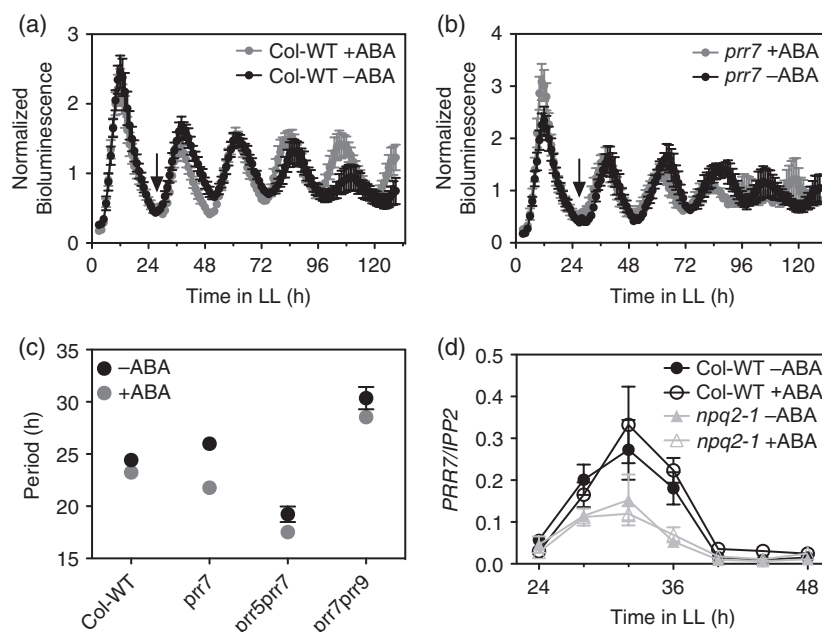 (a)
3
2
1
0
Normalized
Bioluminescence
Col-WT +ABA
Col-WT –ABA
0 24 48 72 96 120
Time in LL (h)
(b)
4
3
2
1
0
Normalized
Bioluminescence
prr7 +ABA
prr7 –ABA
0 24 48 72 96 120
Time in LL (h)
(c)
35
30
25
20
15
Period (h)
–ABA
+ABA
Col-WT
prr7
prr5prr7
prr7prr9
(d)
0.5
0.4
0.3
0.2
0.1
0.0
PRR7/IPP2
Col-WT –ABA
Col-WT +ABA
npq2-1 –ABA
npq2-1 +ABA
24 36 48
Time in LL (h)